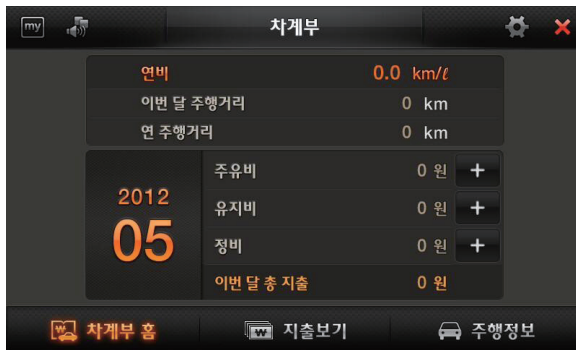 my
차계부
연비 0.0 km/ℓ
이번 달 주행거리 0 km
연 주행거리 0 km
2012
05
주유비 0 원 +
유지비 0 원 +
정비 0 원 +
이번 달 총 지출 0 원
차계부 홈
지출보기
주행정보